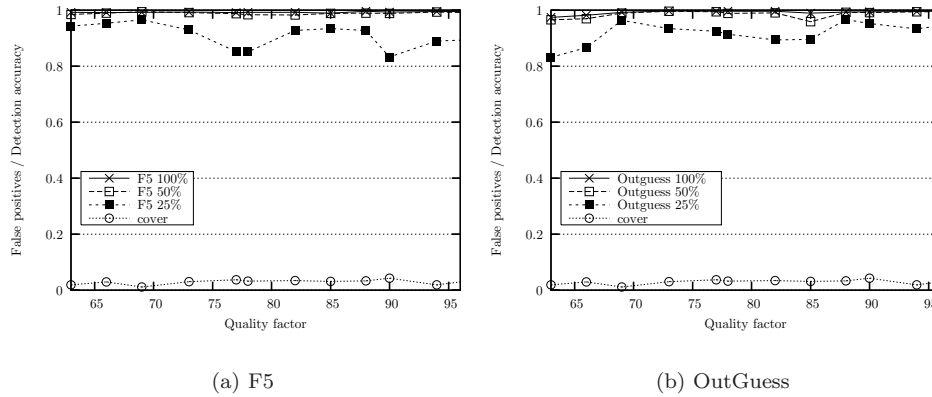 False positives / Detection accuracy
1
0.8
0.6
0.4
0.2
0
F5 100%
F5 50%
F5 25%
cover
65 70 75 80 85 90 95
Quality factor
(a) F5
False positives / Detection accuracy
1
0.8
0.6
0.4
0.2
0
Outguess 100%
Outguess 50%
Outguess 25%
cover
65 70 75 80 85 90 95
Quality factor
(b) OutGuess